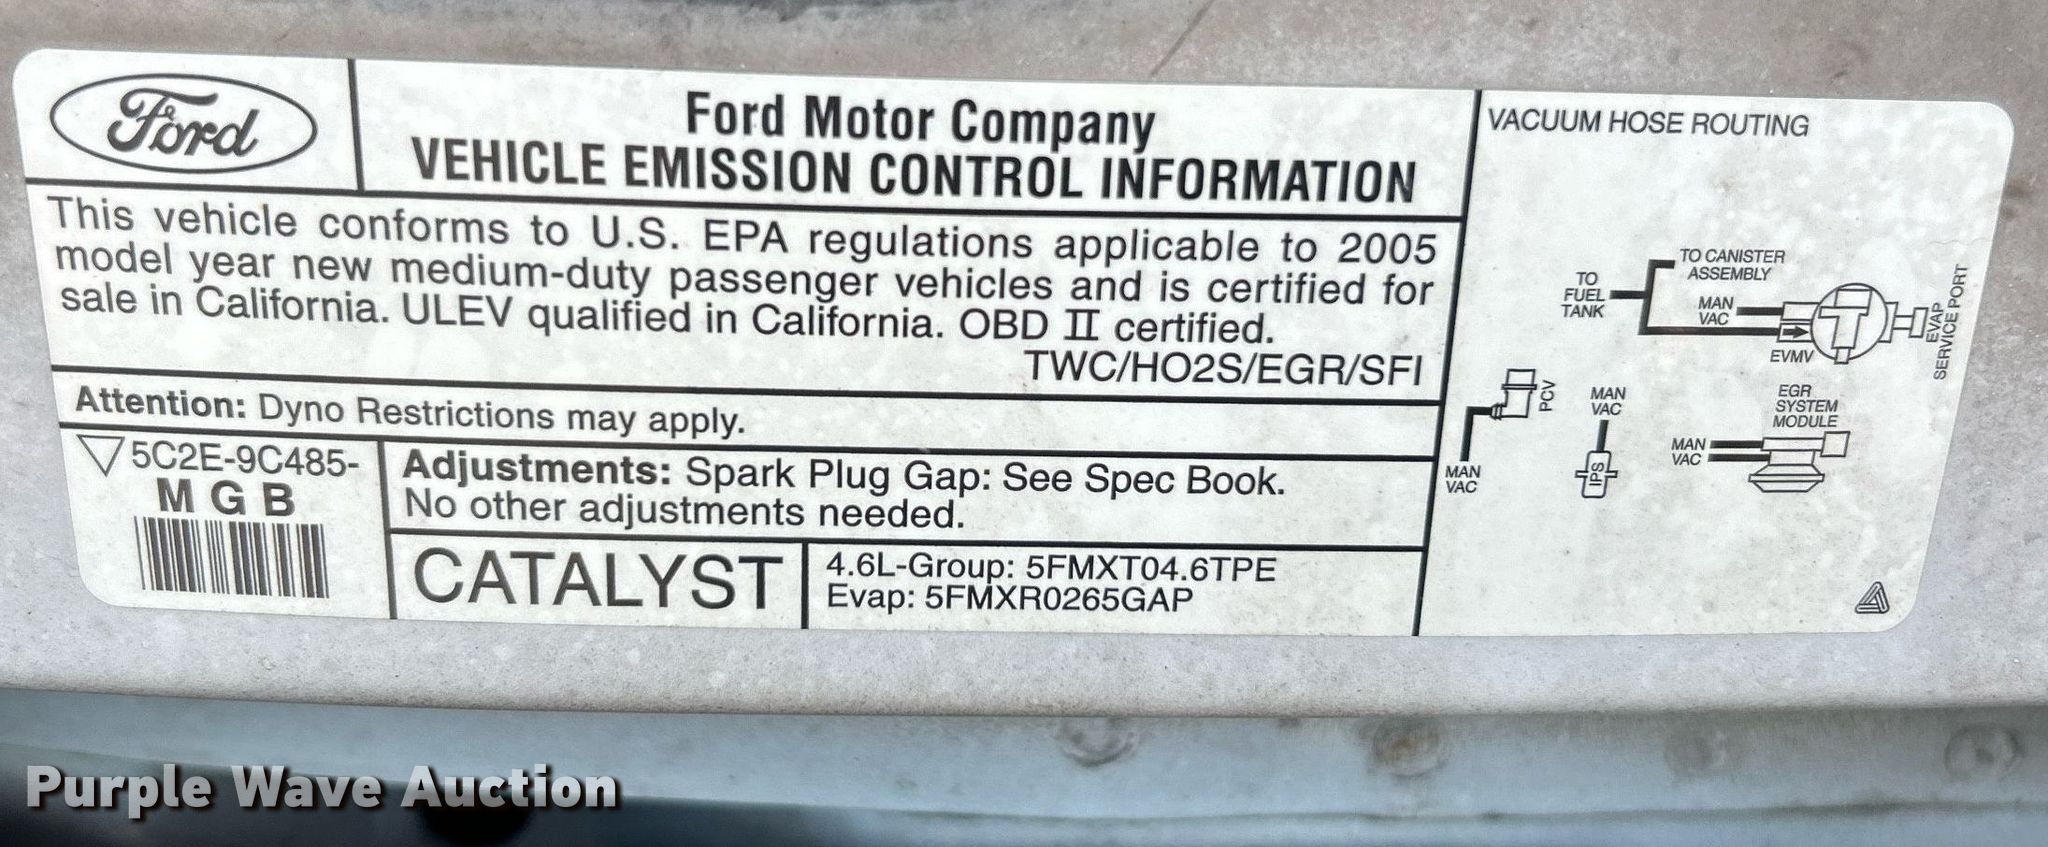 Ford
Ford Motor Company
VEHICLE EMISSION CONTROL INFORMATION
This vehicle conforms to U.S. EPA regulations applicable to 2005
model year new medium-duty passenger vehicles and is certified for
sale in California. ULEV qualified in California. OBD II certified.
TWC/HO2S/EGR/SFI
Attention: Dyno Restrictions may apply.
5C2E-9C485-
M G B
Adjustments: Spark Plug Gap: See Spec Book.
No other adjustments needed.
CATALYST
4.6L-Group: 5FMXT04.6TPE
Evap: 5FMXR0265GAP
VACUUM HOSE ROUTING
TO CANISTER
ASSEMBLY
TO
FUEL
TANK
MAN
VAC
EVMV
EVAP
SERVICE PORT
PCV
MAN
VAC
MAN
VAC
IPS
EGR
SYSTEM
MODULE
MAN
VAC
Purple Wave Auction